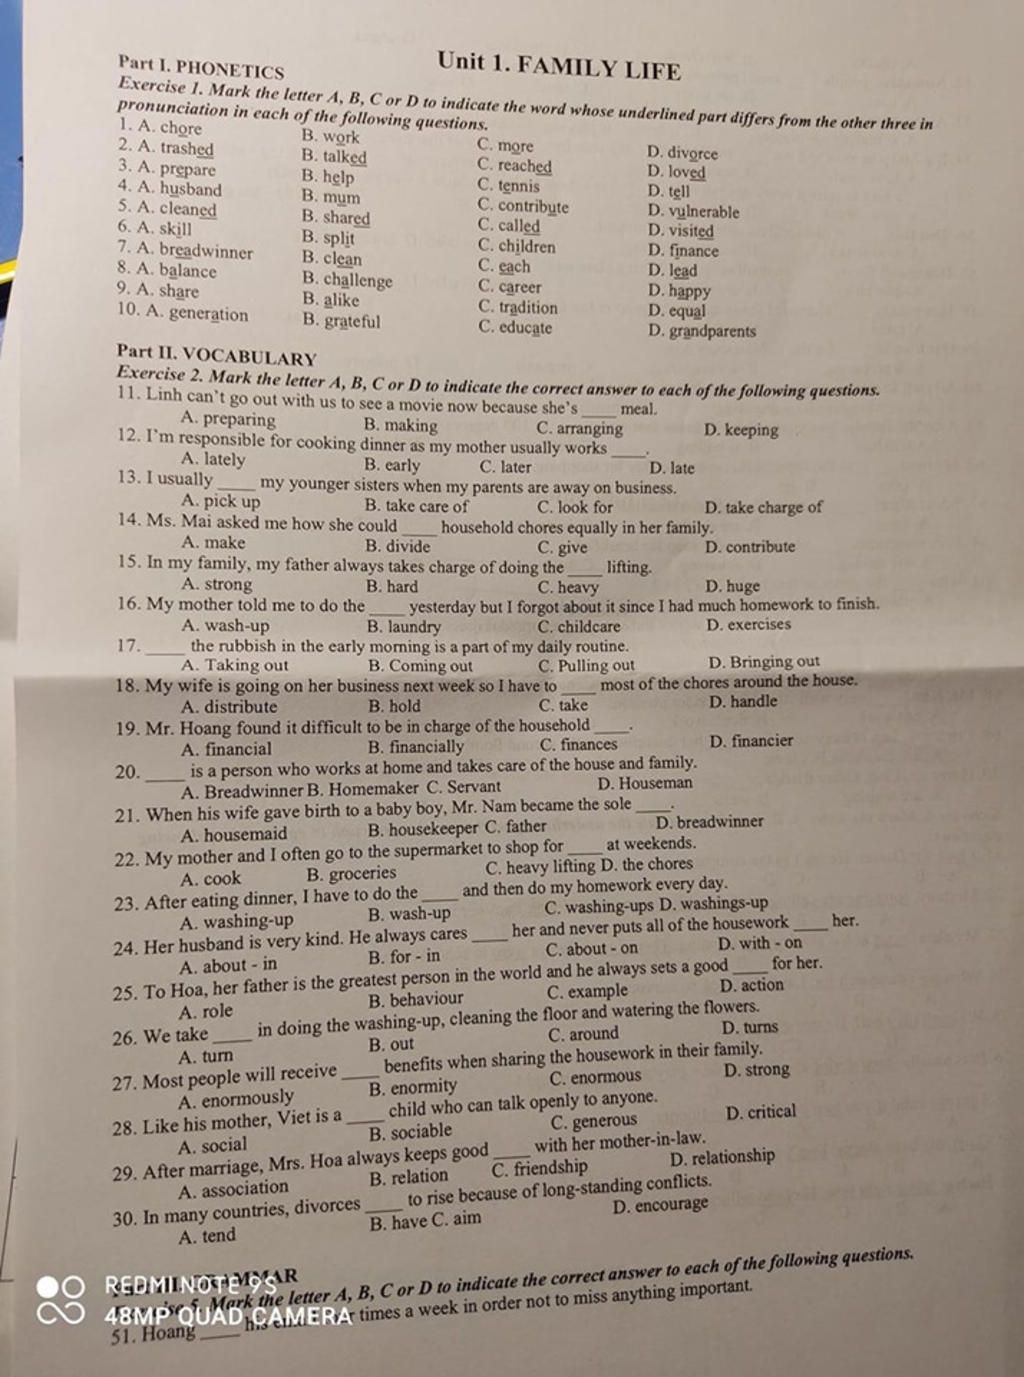 Unit 1. FAMILY LIFE
Part I. PHONETICS
Exercise 1. Mark the letter A, B, C or D to indicate the word whose underlined part differs from the other three in
pronunciation in each of the following questions.
1. A. chore B. work C. more D. divorce
2. A. trashed B. talked C. reached D. loved
3. A. prepare B. help C. tennis D. tell
4. A. husband B. mum C. contribute D. vulnerable
5. A. cleaned B. shared C. called D. visited
6. A. skill B. split C. children D. finance
7. A. breadwinner B. clean C. each D. lead
8. A. balance B. challenge C. career D. happy
9. A. share B. alike C. tradition D. equal
10. A. generation B. grateful C. educate D. grandparents
Part II. VOCABULARY
Exercise 2. Mark the letter A, B, C or D to indicate the correct answer to each of the following questions.
11. Linh can't go out with us to see a movie now because she's ____ meal.
A. preparing B. making C. arranging D. keeping
12. I'm responsible for cooking dinner as my mother usually works ____.
A. lately B. early C. later D. late
13. I usually ____ my younger sisters when my parents are away on business.
A. pick up B. take care of C. look for D. take charge of
14. Ms. Mai asked me how she could ____ household chores equally in her family.
A. make B. divide C. give D. contribute
15. In my family, my father always takes charge of doing the ____ lifting.
A. strong B. hard C. heavy D. huge
16. My mother told me to do the ____ yesterday but I forgot about it since I had much homework to finish.
A. wash-up B. laundry C. childcare D. exercises
17. ____ the rubbish in the early morning is a part of my daily routine.
A. Taking out B. Coming out C. Pulling out D. Bringing out
18. My wife is going on her business next week so I have to ____ most of the chores around the house.
A. distribute B. hold C. take D. handle
19. Mr. Hoang found it difficult to be in charge of the household ____.
A. financial B. financially C. finances D. financier
20. ____ is a person who works at home and takes care of the house and family.
A. Breadwinner B. Homemaker C. Servant D. Houseman
21. When his wife gave birth to a baby boy, Mr. Nam became the sole ____.
A. housemaid B. housekeeper C. father D. breadwinner
22. My mother and I often go to the supermarket to shop for ____ at weekends.
A. cook B. groceries C. heavy lifting D. the chores
23. After eating dinner, I have to do the ____ and then do my homework every day.
A. washing-up B. wash-up C. washing-ups D. washings-up
24. Her husband is very kind. He always cares ____ her and never puts all of the housework ____ her.
A. about - in B. for - in C. about - on D. with - on
25. To Hoa, her father is the greatest person in the world and he always sets a good ____ for her.
A. role B. behaviour C. example D. action
26. We take ____ in doing the washing-up, cleaning the floor and watering the flowers.
A. turn B. out C. around D. turns
27. Most people will receive ____ benefits when sharing the housework in their family.
A. enormously B. enormity C. enormous D. strong
28. Like his mother, Viet is a ____ child who can talk openly to anyone.
A. social B. sociable C. generous D. critical
29. After marriage, Mrs. Hoa always keeps good ____ with her mother-in-law.
A. association B. relation C. friendship D. relationship
30. In many countries, divorces ____ to rise because of long-standing conflicts.
A. tend B. have C. aim D. encourage
Mark the letter A, B, C or D to indicate the correct answer to each of the following questions.
51. Hoang ____ his times a week in order not to miss anything important.
REDMI NOTE 9S
48MP QUAD CAMERA